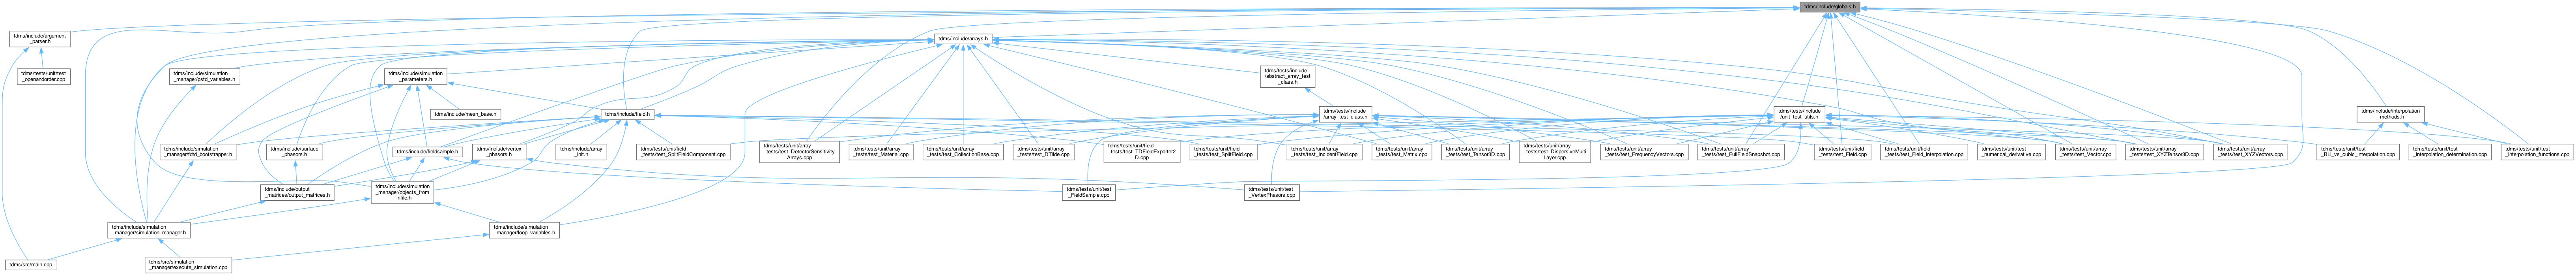 tdms/include/globals.h
tdms/include/argument
_parser.h
tdms/include/arrays.h
tdms/tests/unit/test
_openandorder.cpp
tdms/include/simulation
_manager/pstd_variables.h
tdms/include/simulation
_parameters.h
tdms/tests/include
/abstract_array_test
_class.h
tdms/include/mesh_base.h
tdms/include/field.h
tdms/tests/include
/array_test_class.h
tdms/tests/include
/unit_test_utils.h
tdms/include/interpolation
_methods.h
tdms/include/simulation
_manager/fdtd_bootstrapper.h
tdms/include/surface
_phasors.h
tdms/include/fieldsample.h
tdms/include/vertex
_phasors.h
tdms/include/array
_init.h
tdms/tests/unit/field
_tests/test_SplitFieldComponent.cpp
tdms/tests/unit/array
_tests/test_DetectorSensitivity
Arrays.cpp
tdms/tests/unit/array
_tests/test_Material.cpp
tdms/tests/unit/array
_tests/test_CollectionBase.cpp
tdms/tests/unit/array
_tests/test_DTilde.cpp
tdms/tests/unit/field
_tests/test_TDFieldExporter2
D.cpp
tdms/tests/unit/field
_tests/test_SplitField.cpp
tdms/tests/unit/array
_tests/test_IncidentField.cpp
tdms/tests/unit/array
_tests/test_Matrix.cpp
tdms/tests/unit/array
_tests/test_Tensor3D.cpp
tdms/tests/unit/array
_tests/test_DispersiveMulti
Layer.cpp
tdms/tests/unit/array
_tests/test_FrequencyVectors.cpp
tdms/tests/unit/array
_tests/test_FullFieldSnapshot.cpp
tdms/tests/unit/field
_tests/test_Field.cpp
tdms/tests/unit/field
_tests/test_Field_interpolation.cpp
tdms/tests/unit/test
_numerical_derivative.cpp
tdms/tests/unit/array
_tests/test_Vector.cpp
tdms/tests/unit/array
_tests/test_XYZTensor3D.cpp
tdms/tests/unit/array
_tests/test_XYZVectors.cpp
tdms/tests/unit/test
_BLi_vs_cubic_interpolation.cpp
tdms/tests/unit/test
_interpolation_determination.cpp
tdms/tests/unit/test
_interpolation_functions.cpp
tdms/include/output
_matrices/output_matrices.h
tdms/include/simulation
_manager/objects_from
_infile.h
tdms/tests/unit/test
_FieldSample.cpp
tdms/tests/unit/test
_VertexPhasors.cpp
tdms/include/simulation
_manager/simulation_manager.h
tdms/include/simulation
_manager/loop_variables.h
tdms/src/main.cpp
tdms/src/simulation
_manager/execute_simulation.cpp